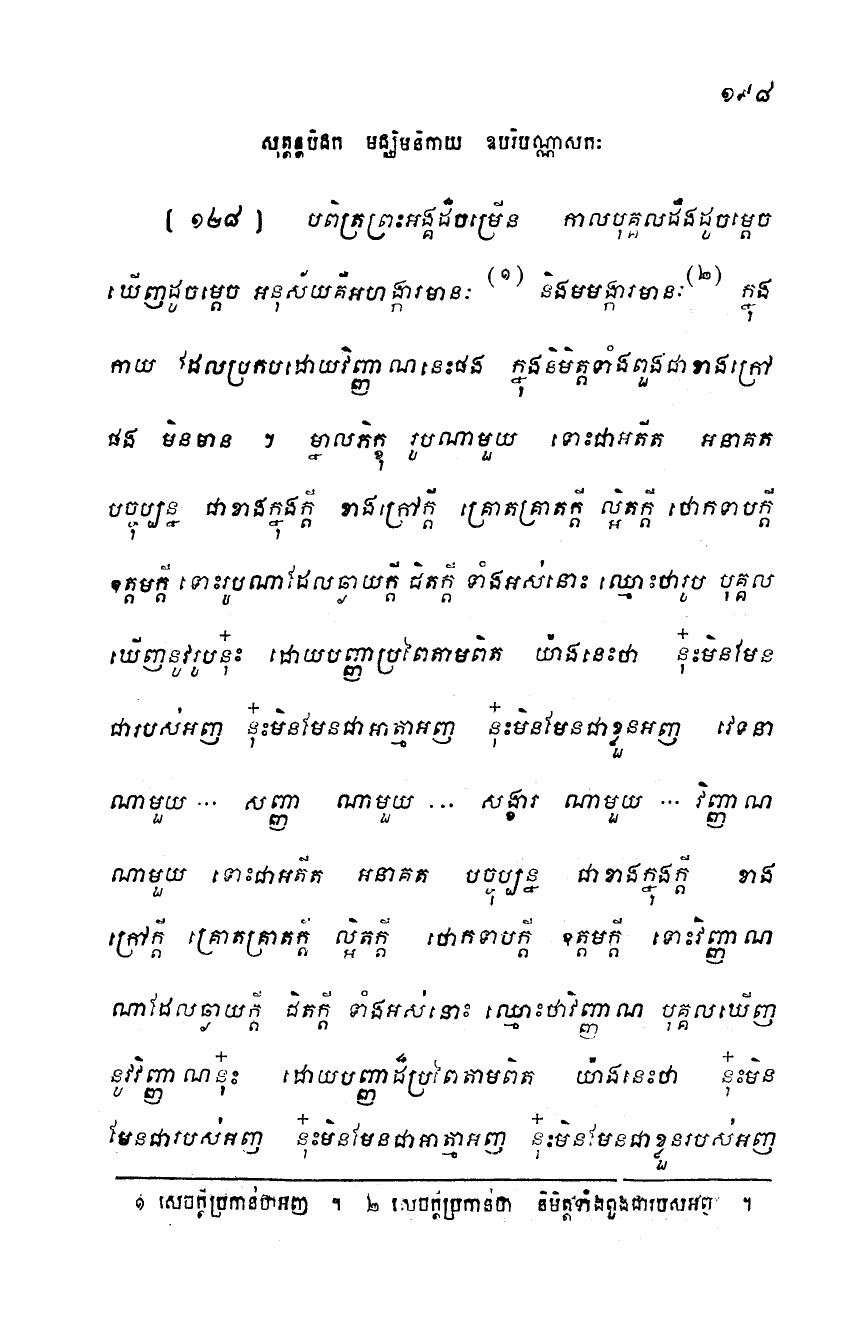 ១៩៨
សុត្តន្តបិដក មជ្ឈិមនិកាយ ឧបរិបណ្ណាសកៈ
[ ១២៨ ] បពិត្រព្រះអង្គដ៏ចម្រើន កាលបុគ្គលដឹងដូចម្តេច
ឃើញដូចម្តេច អនុស័យគឺអហង្ការមានៈ (១) និងមមង្ការមានៈ (២) ក្នុង
កាយ ដែលប្រកបដោយវិញ្ញាណនេះផង ក្នុងនិមិត្តទាំងពួងជាខាងក្រៅ
ផង មិនមាន ។ ម្នាលភិក្ខុ រូបណាមួយ ទោះជាអតីត អនាគត
បច្ចុប្បន្ន ជាខាងក្នុងក្តី ខាងក្រៅក្តី គ្រោតគ្រាតក្តី ល្អិតក្តី ថោកទាបក្តី
ឧត្តមក្តី ទោះរូបណាដែលឆ្ងាយក្តី ជិតក្តី ទាំងអស់នោះ ឈ្មោះថារូប បុគ្គល
ឃើញនូវរូបនុ៎ះ ដោយបញ្ញាប្រពៃតាមពិត យ៉ាងនេះថា នុ៎ះមិនមែន
ជារបស់អញ នុ៎ះមិនមែនជាអាត្មាអញ នុ៎ះមិនមែនជាខ្លួនអញ វេទនា
ណាមួយ ... សញ្ញា ណាមួយ ... សង្ខារ ណាមួយ ... វិញ្ញាណ
ណាមួយ ទោះជាអតីត អនាគត បច្ចុប្បន្ន ជាខាងក្នុងក្តី ខាង
ក្រៅក្តី គ្រោតគ្រាតក្តី ល្អិតក្តី ថោកទាបក្តី ឧត្តមក្តី ទោះវិញ្ញាណ
ណាដែលឆ្ងាយក្តី ជិតក្តី ទាំងអស់នោះ ឈ្មោះថាវិញ្ញាណ បុគ្គលឃើញ
នូវវិញ្ញាណនុ៎ះ ដោយបញ្ញាដ៏ប្រពៃតាមពិត យ៉ាងនេះថា នុ៎ះមិន
មែនជារបស់អញ នុ៎ះមិនមែនជាអាត្មាអញ នុ៎ះមិនមែនជាខ្លួនរបស់អញ
១ សេចក្តីប្រកាន់ថាអញ ។ ២ សេចក្តីប្រកាន់ថា និមិត្តទាំងពួងជារបស់អញ ។